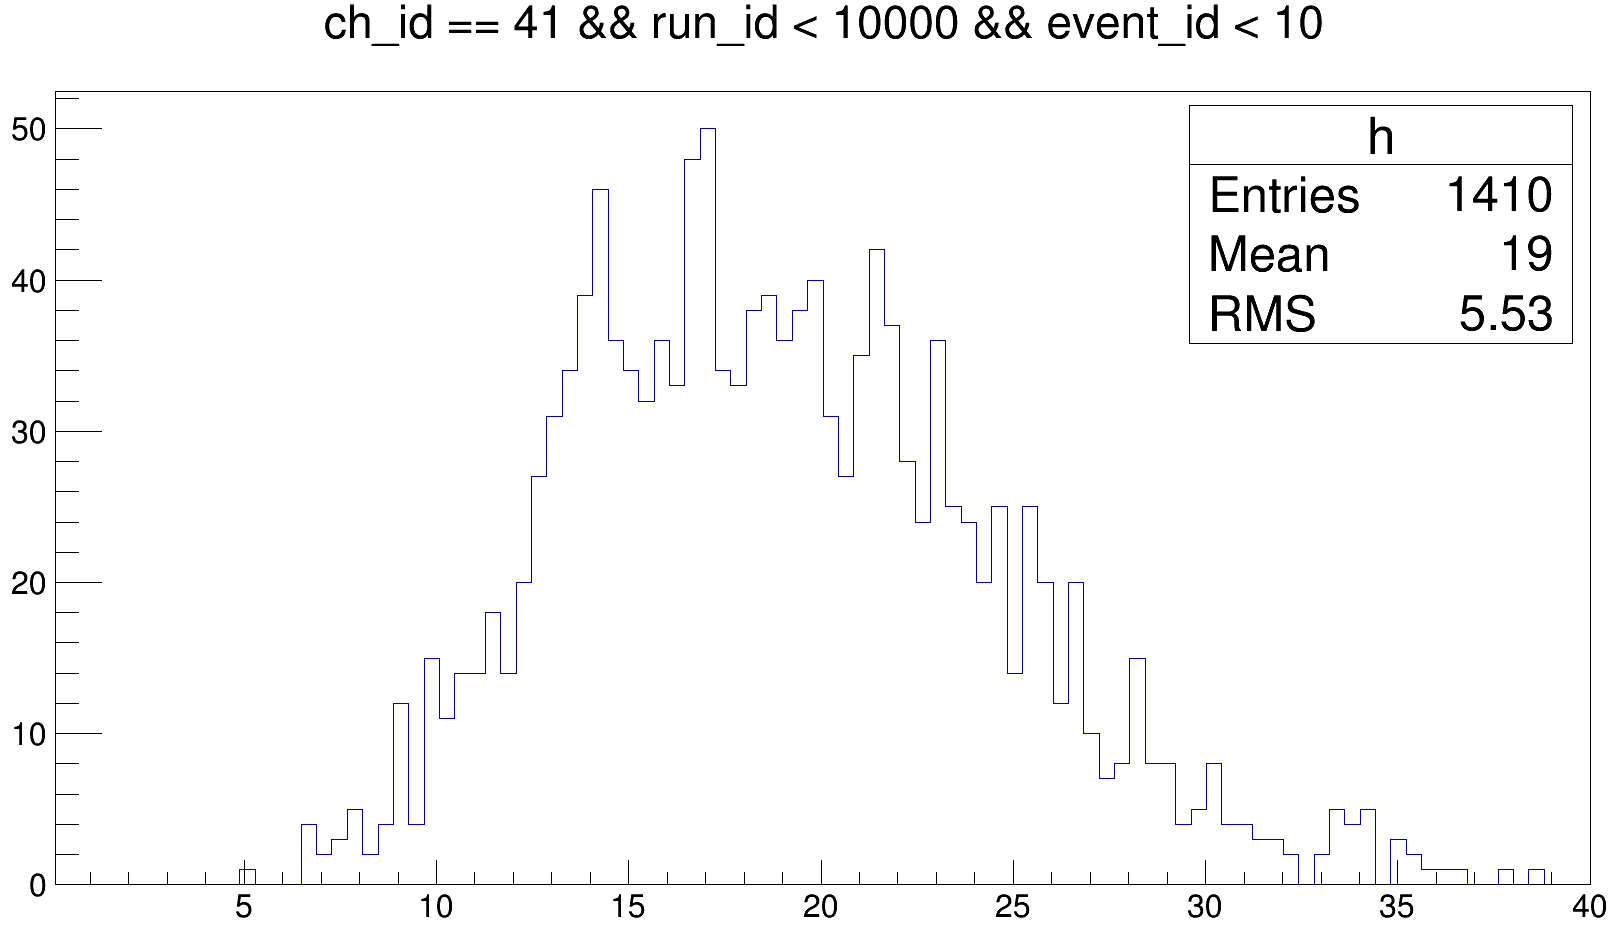 ch_id == 41 && run_id < 10000 && event_id < 10
h
Entries 1410
Mean 19
RMS 5.53
50
40
30
20
10
0
5 10 15 20 25 30 35 40